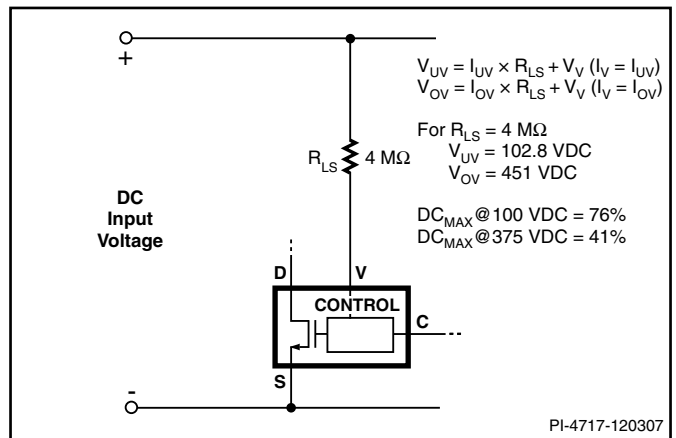 +
V_UV = I_UV × R_LS + V_V (I_V = I_UV)
V_OV = I_OV × R_LS + V_V (I_V = I_OV)
For R_LS = 4 MΩ
V_UV = 102.8 VDC
V_OV = 451 VDC
DC_MAX@100 VDC = 76%
DC_MAX@375 VDC = 41%
R_LS 4 MΩ
DC
Input
Voltage
D V
CONTROL
C
S
-
PI-4717-120307